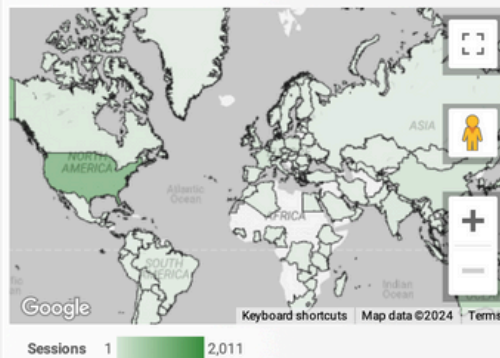 ASIA
NORTH
AMERICA
Atlantic
Ocean
AFRICA
SOUTH
AMERICA
Indian
Ocean
Google
Keyboard shortcuts Map data ©2024 Terms
Sessions 1 2,011